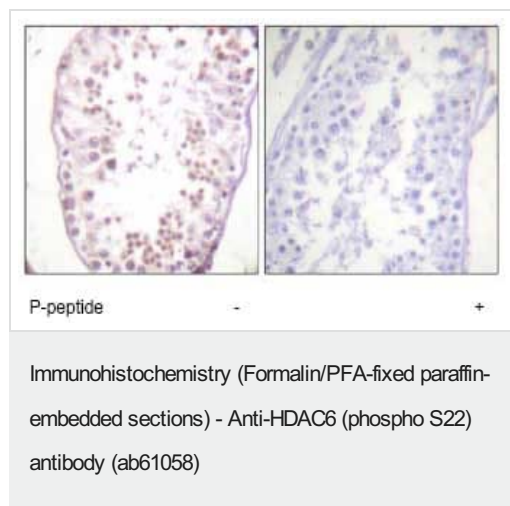 P-peptide - +
Immunohistochemistry (Formalin/PFA-fixed paraffin-
embedded sections) - Anti-HDAC6 (phospho S22)
antibody (ab61058)